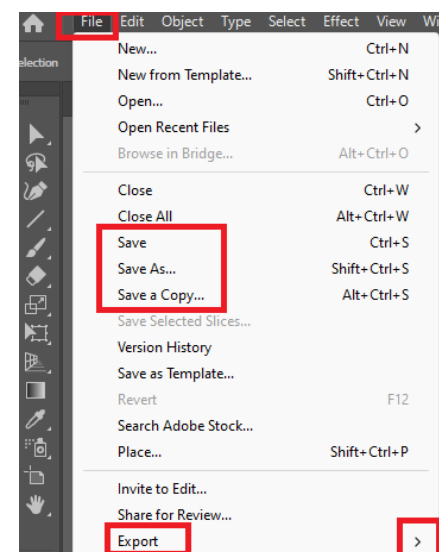 File Edit Object Type Select Effect View
election
New... Ctrl+N
New from Template... Shift+Ctrl+N
Open... Ctrl+O
Open Recent Files >
Browse in Bridge... Alt+Ctrl+O
Close Ctrl+W
Close All Alt+Ctrl+W
Save Ctrl+S
Save As... Shift+Ctrl+S
Save a Copy... Alt+Ctrl+S
Save Selected Slices...
Version History
Save as Template...
Revert F12
Search Adobe Stock...
Place... Shift+Ctrl+P
Invite to Edit...
Share for Review...
Export >